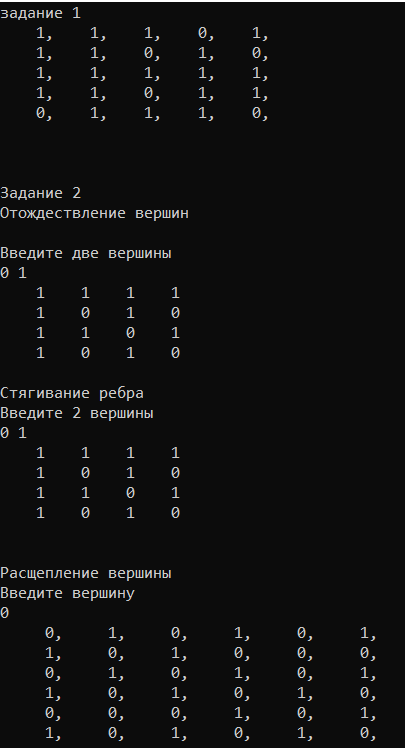 задание 1
1, 1, 1, 0, 1,
1, 1, 0, 1, 0,
1, 1, 1, 1, 1,
1, 1, 0, 1, 1,
0, 1, 1, 1, 0,
Задание 2
Отождествление вершин
Введите две вершины
0 1
1 1 1 1
1 0 1 0
1 1 0 1
1 0 1 0
Стягивание ребра
Введите 2 вершины
0 1
1 1 1 1
1 0 1 0
1 1 0 1
1 0 1 0
Расщепление вершины
Введите вершину
0
0, 1, 0, 1, 0, 1,
1, 0, 1, 0, 0, 0,
0, 1, 0, 1, 0, 1,
1, 0, 1, 0, 1, 0,
0, 0, 0, 1, 0, 1,
1, 0, 1, 0, 1, 0,